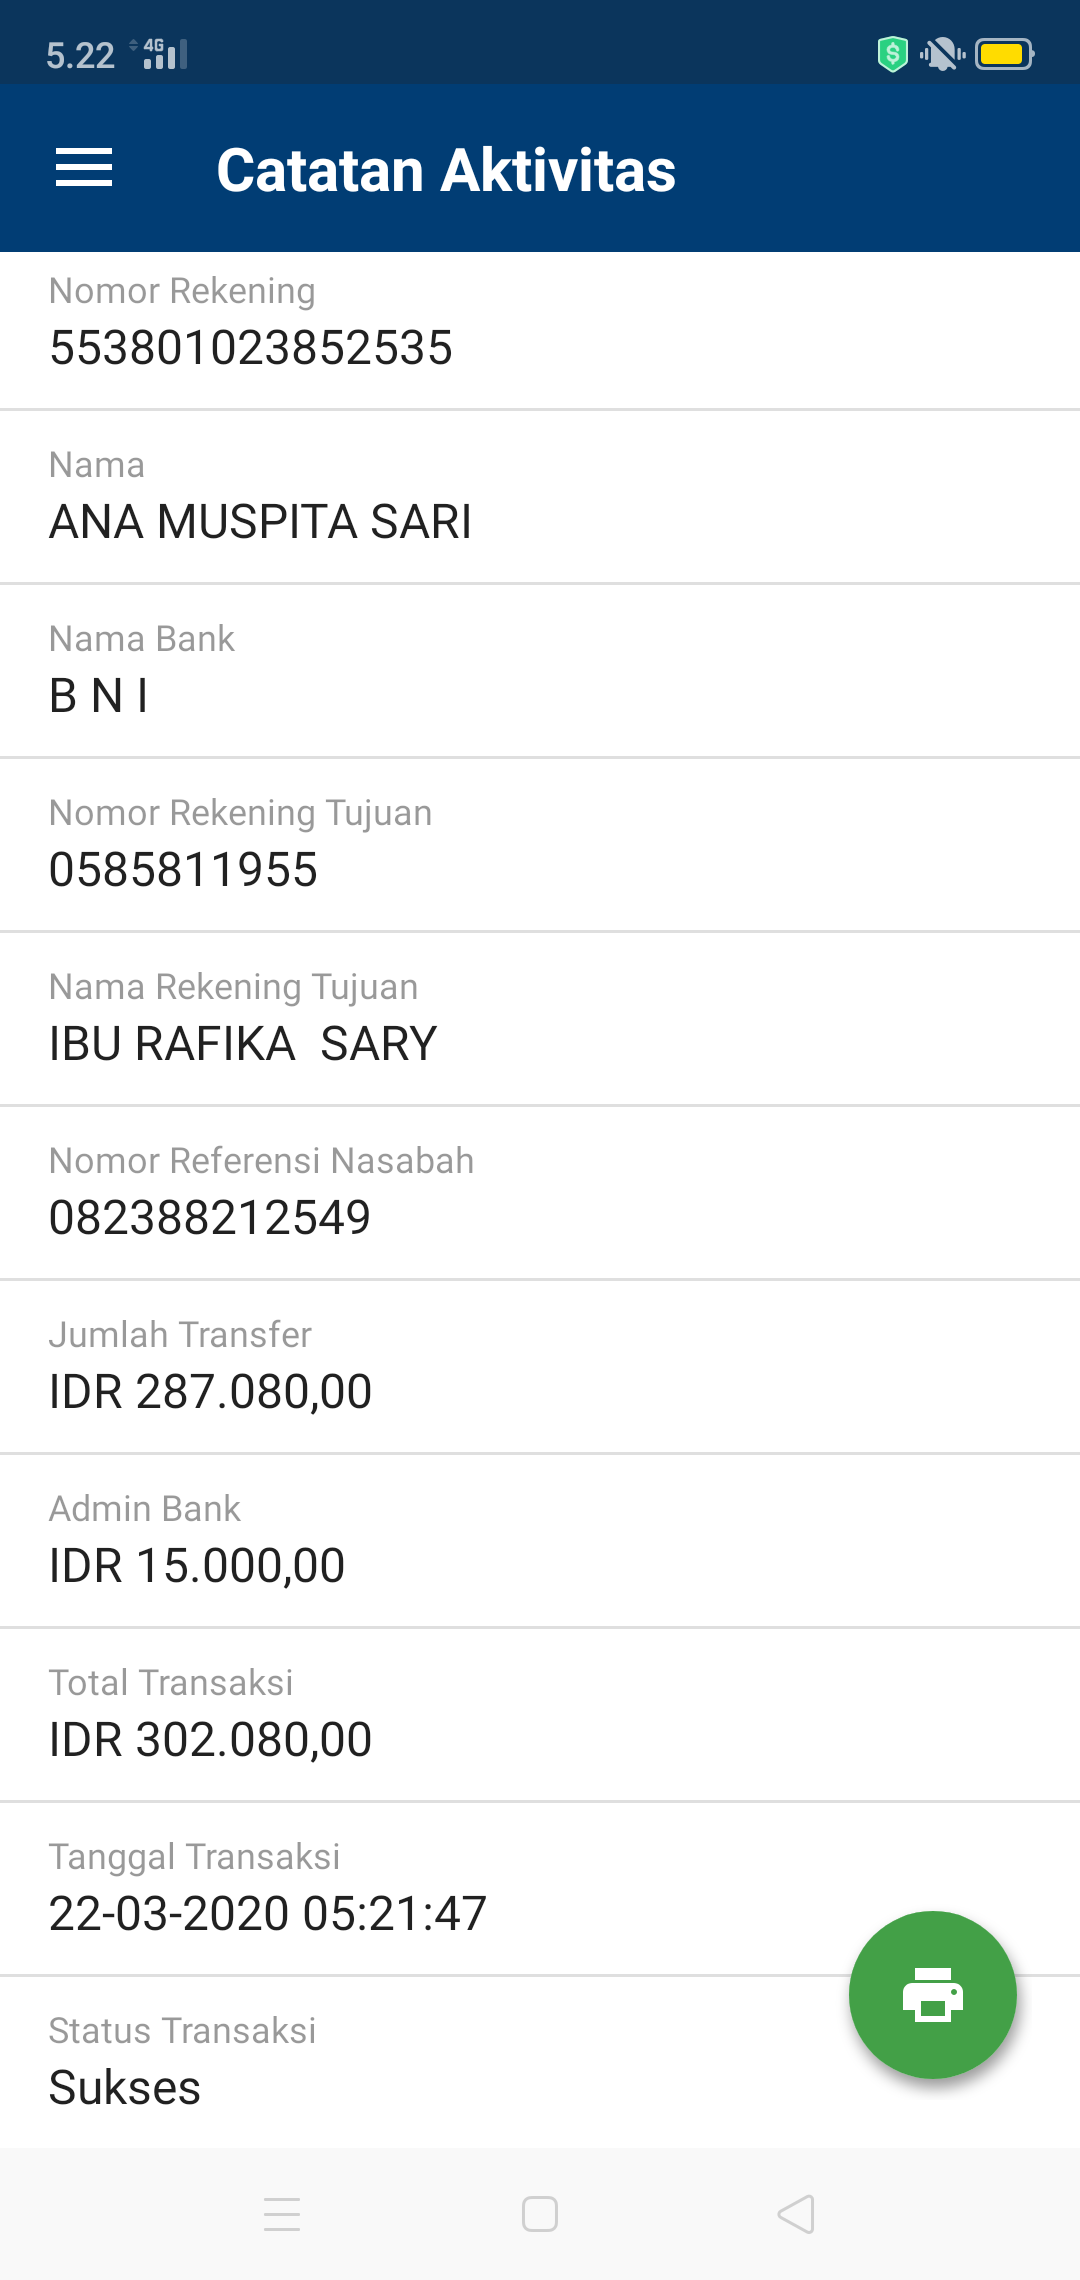 5.22 4G
Catatan Aktivitas
Nomor Rekening
553801023852535
Nama
ANA MUSPITA SARI
Nama Bank
B N I
Nomor Rekening Tujuan
0585811955
Nama Rekening Tujuan
IBU RAFIKA  SARY
Nomor Referensi Nasabah
082388212549
Jumlah Transfer
IDR 287.080,00
Admin Bank
IDR 15.000,00
Total Transaksi
IDR 302.080,00
Tanggal Transaksi
22-03-2020 05:21:47
Status Transaksi
Sukses